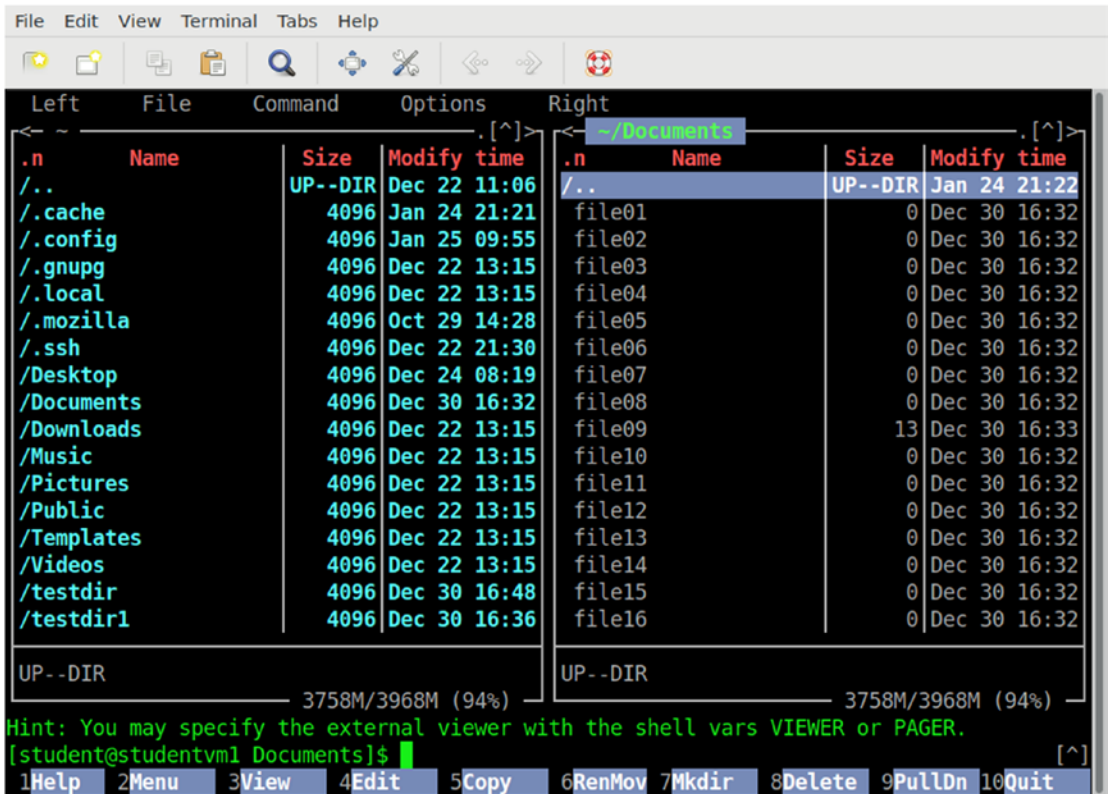 File Edit View Terminal Tabs Help
Left File Command Options Right
<- ~ .[^]> <- ~/Documents .[^]>
.n Name Size Modify time .n Name Size Modify time
/.. UP--DIR Dec 22 11:06 /.. UP--DIR Jan 24 21:22
/.cache 4096 Jan 24 21:21 file01 0 Dec 30 16:32
/.config 4096 Jan 25 09:55 file02 0 Dec 30 16:32
/.gnupg 4096 Dec 22 13:15 file03 0 Dec 30 16:32
/.local 4096 Dec 22 13:15 file04 0 Dec 30 16:32
/.mozilla 4096 Oct 29 14:28 file05 0 Dec 30 16:32
/.ssh 4096 Dec 22 21:30 file06 0 Dec 30 16:32
/Desktop 4096 Dec 24 08:19 file07 0 Dec 30 16:32
/Documents 4096 Dec 30 16:32 file08 0 Dec 30 16:32
/Downloads 4096 Dec 22 13:15 file09 13 Dec 30 16:33
/Music 4096 Dec 22 13:15 file10 0 Dec 30 16:32
/Pictures 4096 Dec 22 13:15 file11 0 Dec 30 16:32
/Public 4096 Dec 22 13:15 file12 0 Dec 30 16:32
/Templates 4096 Dec 22 13:15 file13 0 Dec 30 16:32
/Videos 4096 Dec 22 13:15 file14 0 Dec 30 16:32
/testdir 4096 Dec 30 16:48 file15 0 Dec 30 16:32
/testdir1 4096 Dec 30 16:36 file16 0 Dec 30 16:32
UP--DIR UP--DIR
3758M/3968M (94%) 3758M/3968M (94%)
Hint: You may specify the external viewer with the shell vars VIEWER or PAGER.
[student@studentvm1 Documents]$ [^]
1Help 2Menu 3View 4Edit 5Copy 6RenMov 7Mkdir 8Delete 9PullDn 10Quit